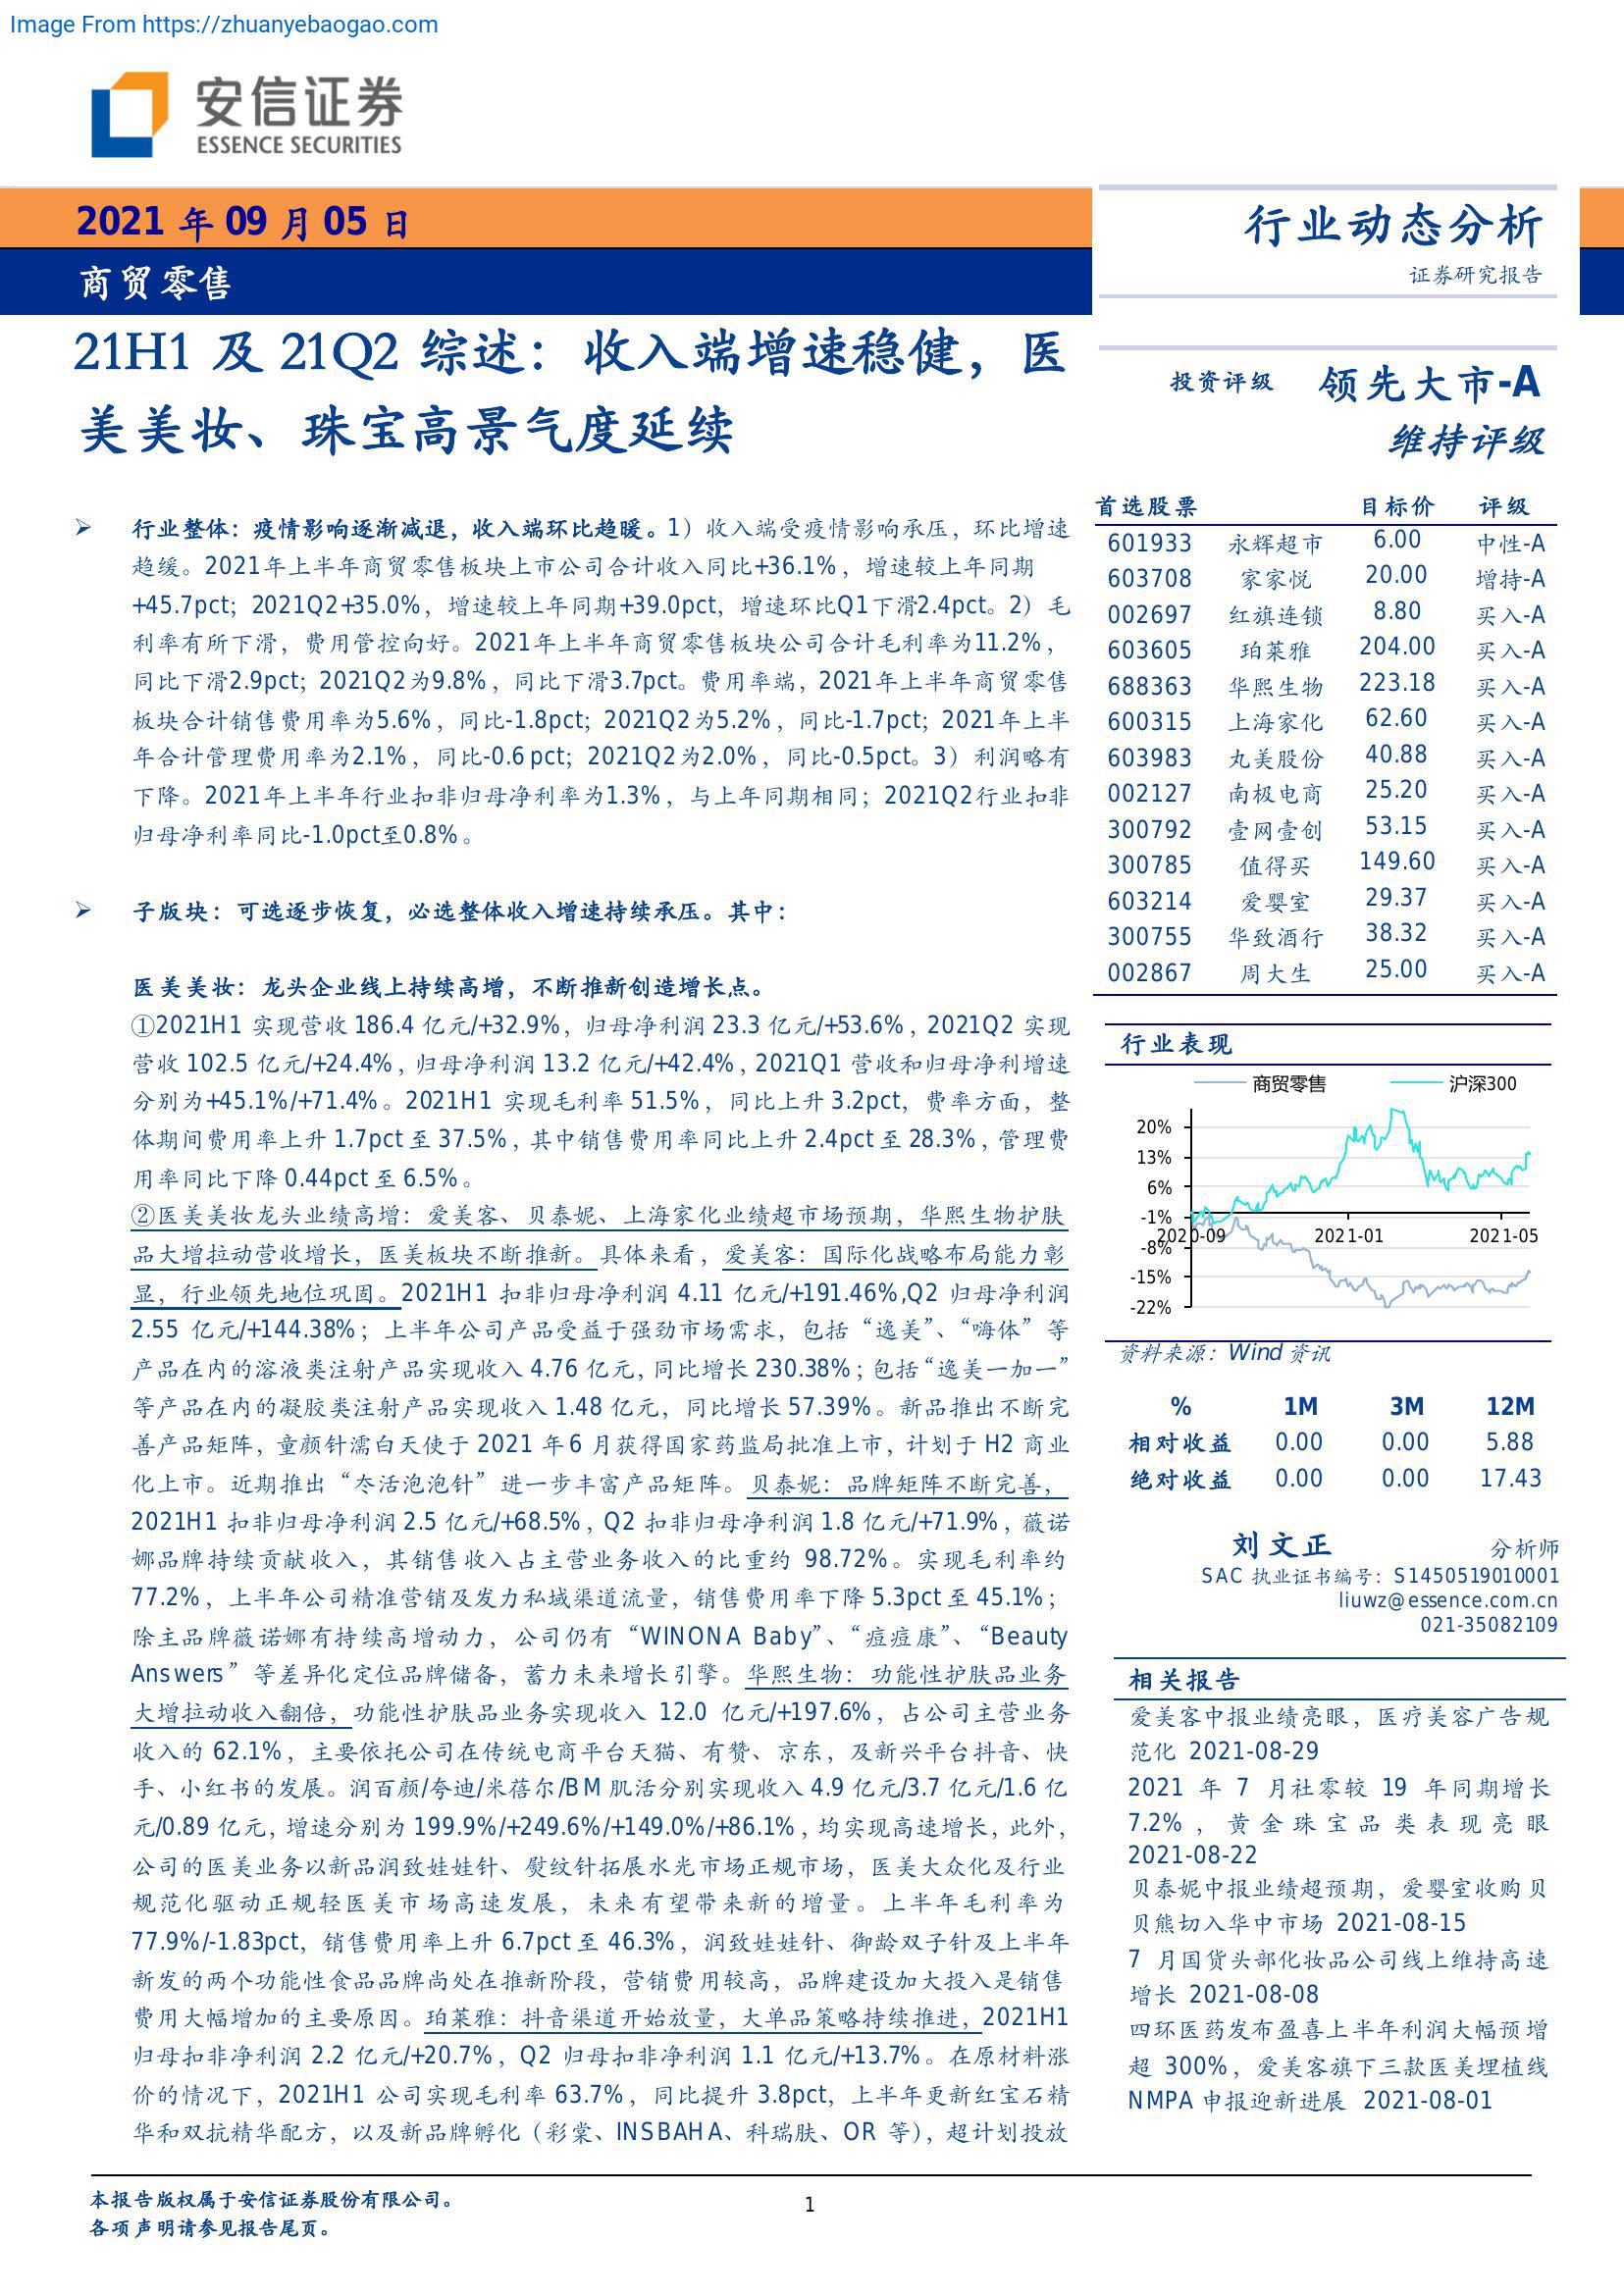 Image From https://zhuanyebaogao.com
安信证券
ESSENCE SECURITIES
2021 年 09 月 05 日
商贸零售
行业动态分析
证券研究报告
21H1 及 21Q2 综述：收入端增速稳健，医
美美妆、珠宝高景气度延续
➢ 行业整体：疫情影响逐渐减退，收入端环比趋暖。1）收入端受疫情影响承压，环比增速
趋缓。2021年上半年商贸零售板块上市公司合计收入同比+36.1%，增速较上年同期
+45.7pct；2021Q2+35.0%，增速较上年同期+39.0pct，增速环比Q1下滑2.4pct。2）毛
利率有所下滑，费用管控向好。2021年上半年商贸零售板块公司合计毛利率为11.2%，
同比下滑2.9pct；2021Q2为9.8%，同比下滑3.7pct。费用率端，2021年上半年商贸零售
板块合计销售费用率为5.6%，同比-1.8pct；2021Q2为5.2%，同比-1.7pct；2021年上半
年合计管理费用率为2.1%，同比-0.6pct；2021Q2为2.0%，同比-0.5pct。3）利润略有
下降。2021年上半年行业扣非归母净利率为1.3%，与上年同期相同；2021Q2行业扣非
归母净利率同比-1.0pct至0.8%。
➢ 子版块：可选逐步恢复，必选整体收入增速持续承压。其中：
医美美妆：龙头企业线上持续高增，不断推新创造增长点。
①2021H1 实现营收 186.4 亿元/+32.9%，归母净利润 23.3 亿元/+53.6%，2021Q2 实现
营收 102.5 亿元/+24.4%，归母净利润 13.2 亿元/+42.4%，2021Q1 营收和归母净利增速
分别为+45.1%/+71.4%。2021H1 实现毛利率 51.5%，同比上升 3.2pct，费率方面，整
体期间费用率上升 1.7pct 至 37.5%，其中销售费用率同比上升 2.4pct 至 28.3%，管理费
用率同比下降 0.44pct 至 6.5%。
②医美美妆龙头业绩高增：爱美客、贝泰妮、上海家化业绩超市场预期，华熙生物护肤
品大增拉动营收增长，医美板块不断推新。具体来看，爱美客：国际化战略布局能力彰
显，行业领先地位巩固。2021H1 扣非归母净利润 4.11 亿元/+191.46%,Q2 归母净利润
2.55 亿元/+144.38%；上半年公司产品受益于强劲市场需求，包括“逸美”、“嗨体”等
产品在内的溶液类注射产品实现收入 4.76 亿元，同比增长 230.38%；包括“逸美一加一”
等产品在内的凝胶类注射产品实现收入 1.48 亿元，同比增长 57.39%。新品推出不断完
善产品矩阵，童颜针濡白天使于 2021 年 6 月获得国家药监局批准上市，计划于 H2 商业
化上市。近期推出“冭活泡泡针”进一步丰富产品矩阵。贝泰妮：品牌矩阵不断完善，
2021H1 扣非归母净利润 2.5 亿元/+68.5%，Q2 扣非归母净利润 1.8 亿元/+71.9%，薇诺
娜品牌持续贡献收入，其销售收入占主营业务收入的比重约 98.72%。实现毛利率约
77.2%，上半年公司精准营销及发力私域渠道流量，销售费用率下降 5.3pct 至 45.1%；
除主品牌薇诺娜有持续高增动力，公司仍有“WINONA Baby”、“痘痘康”、“Beauty
Answers”等差异化定位品牌储备，蓄力未来增长引擎。华熙生物：功能性护肤品业务
大增拉动收入翻倍，功能性护肤品业务实现收入 12.0 亿元/+197.6%，占公司主营业务
收入的 62.1%，主要依托公司在传统电商平台天猫、有赞、京东，及新兴平台抖音、快
手、小红书的发展。润百颜/夸迪/米蓓尔/BM 肌活分别实现收入 4.9 亿元/3.7 亿元/1.6 亿
元/0.89 亿元，增速分别为 199.9%/+249.6%/+149.0%/+86.1%，均实现高速增长，此外，
公司的医美业务以新品润致娃娃针、熨纹针拓展水光市场正规市场，医美大众化及行业
规范化驱动正规轻医美市场高速发展，未来有望带来新的增量。上半年毛利率为
77.9%/-1.83pct，销售费用率上升 6.7pct 至 46.3%，润致娃娃针、御龄双子针及上半年
新发的两个功能性食品品牌尚处在推新阶段，营销费用较高，品牌建设加大投入是销售
费用大幅增加的主要原因。珀莱雅：抖音渠道开始放量，大单品策略持续推进，2021H1
归母扣非净利润 2.2 亿元/+20.7%，Q2 归母扣非净利润 1.1 亿元/+13.7%。在原材料涨
价的情况下，2021H1 公司实现毛利率 63.7%，同比提升 3.8pct，上半年更新红宝石精
华和双抗精华配方，以及新品牌孵化（彩棠、INSBAHA、科瑞肤、OR 等），超计划投放
投资评级 领先大市-A
维持评级
首选股票 目标价 评级
601933 永辉超市 6.00 中性-A
603708 家家悦 20.00 增持-A
002697 红旗连锁 8.80 买入-A
603605 珀莱雅 204.00 买入-A
688363 华熙生物 223.18 买入-A
600315 上海家化 62.60 买入-A
603983 丸美股份 40.88 买入-A
002127 南极电商 25.20 买入-A
300792 壹网壹创 53.15 买入-A
300785 值得买 149.60 买入-A
603214 爱婴室 29.37 买入-A
300755 华致酒行 38.32 买入-A
002867 周大生 25.00 买入-A
行业表现
商贸零售 沪深300
20%
13%
6%
-1%
2020-09 2021-01 2021-05
-8%
-15%
-22%
资料来源：Wind 资讯
% 1M 3M 12M
相对收益 0.00 0.00 5.88
绝对收益 0.00 0.00 17.43
刘文正 分析师
SAC 执业证书编号：S1450519010001
liuwz@essence.com.cn
021-35082109
相关报告
爱美客中报业绩亮眼，医疗美容广告规
范化 2021-08-29
2021 年 7 月社零较 19 年同期增长
7.2%，黄金珠宝品类表现亮眼
2021-08-22
贝泰妮中报业绩超预期，爱婴室收购贝
贝熊切入华中市场 2021-08-15
7 月国货头部化妆品公司线上维持高速
增长 2021-08-08
四环医药发布盈喜上半年利润大幅预增
超 300%，爱美客旗下三款医美埋植线
NMPA 申报迎新进展 2021-08-01
本报告版权属于安信证券股份有限公司。
各项声明请参见报告尾页。
1